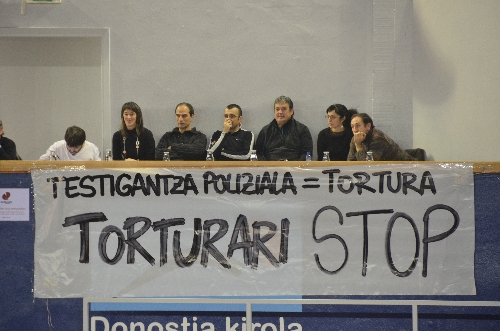 TESTIGANTZA POLIZIALA = TORTURA
TORTURARI STOP
Donostia kirola